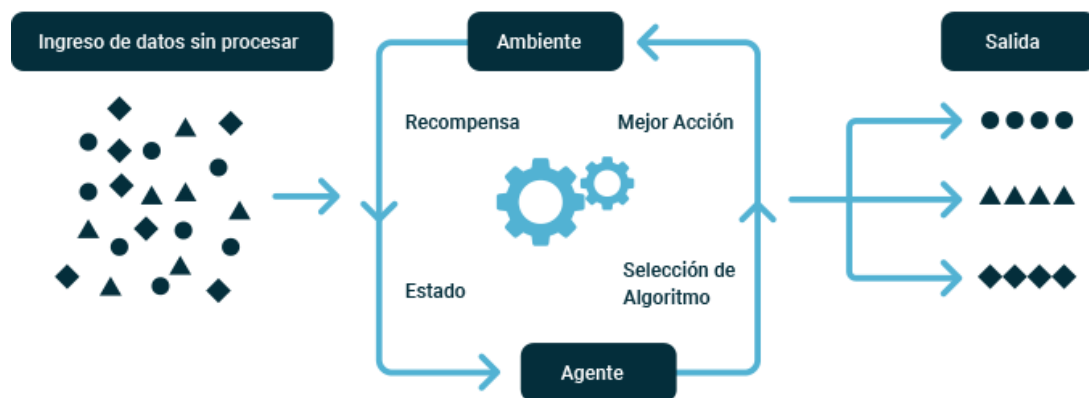 Ingreso de datos sin procesar
Ambiente
Salida
Recompensa
Mejor Acción
Estado
Selección de
Algoritmo
Agente